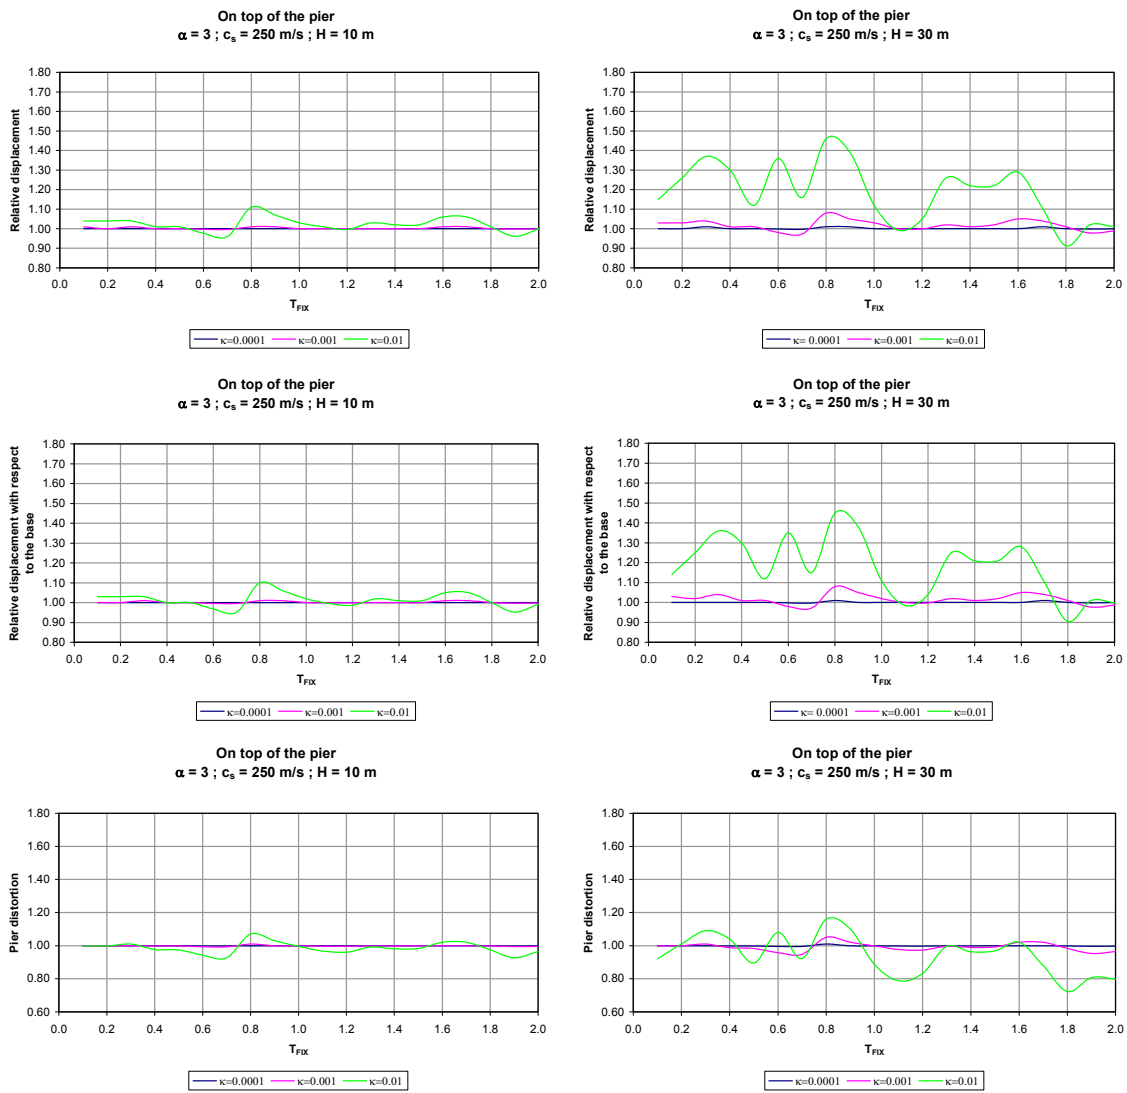 On top of the pier
α = 3 ; cs = 250 m/s ; H = 10 m
Relative displacement
1.80
1.70
1.60
1.50
1.40
1.30
1.20
1.10
1.00
0.90
0.80
0.0 0.2 0.4 0.6 0.8 1.0 1.2 1.4 1.6 1.8 2.0
TFIX
κ=0.0001 κ=0.001 κ=0.01
On top of the pier
α = 3 ; cs = 250 m/s ; H = 30 m
Relative displacement
1.80
1.70
1.60
1.50
1.40
1.30
1.20
1.10
1.00
0.90
0.80
0.0 0.2 0.4 0.6 0.8 1.0 1.2 1.4 1.6 1.8 2.0
TFIX
κ= 0.0001 κ=0.001 κ=0.01
On top of the pier
α = 3 ; cs = 250 m/s ; H = 10 m
Relative displacement with respect
to the base
1.80
1.70
1.60
1.50
1.40
1.30
1.20
1.10
1.00
0.90
0.80
0.0 0.2 0.4 0.6 0.8 1.0 1.2 1.4 1.6 1.8 2.0
TFIX
κ=0.0001 κ=0.001 κ=0.01
On top of the pier
α = 3 ; cs = 250 m/s ; H = 30 m
Relative displacement with respect
to the base
1.80
1.70
1.60
1.50
1.40
1.30
1.20
1.10
1.00
0.90
0.80
0.0 0.2 0.4 0.6 0.8 1.0 1.2 1.4 1.6 1.8 2.0
TFIX
κ= 0.0001 κ=0.001 κ=0.01
On top of the pier
α = 3 ; cs = 250 m/s ; H = 10 m
Pier distortion
1.80
1.60
1.40
1.20
1.00
0.80
0.60
0.0 0.2 0.4 0.6 0.8 1.0 1.2 1.4 1.6 1.8 2.0
TFIX
κ=0.0001 κ=0.001 κ=0.01
On top of the pier
α = 3 ; cs = 250 m/s ; H = 30 m
Pier distortion
1.80
1.60
1.40
1.20
1.00
0.80
0.60
0.0 0.2 0.4 0.6 0.8 1.0 1.2 1.4 1.6 1.8 2.0
TFIX
κ=0.0001 κ=0.001 κ=0.01